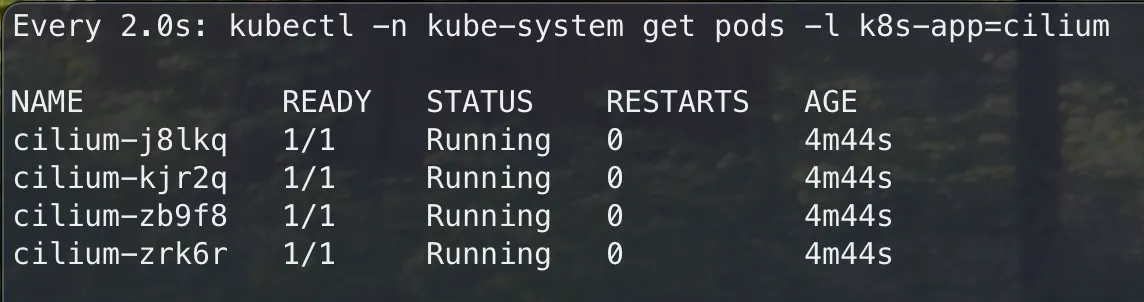 Every 2.0s: kubectl -n kube-system get pods -l k8s-app=cilium
NAME READY STATUS RESTARTS AGE
cilium-j8lkq 1/1 Running 0 4m44s
cilium-kjr2q 1/1 Running 0 4m44s
cilium-zb9f8 1/1 Running 0 4m44s
cilium-zrk6r 1/1 Running 0 4m44s